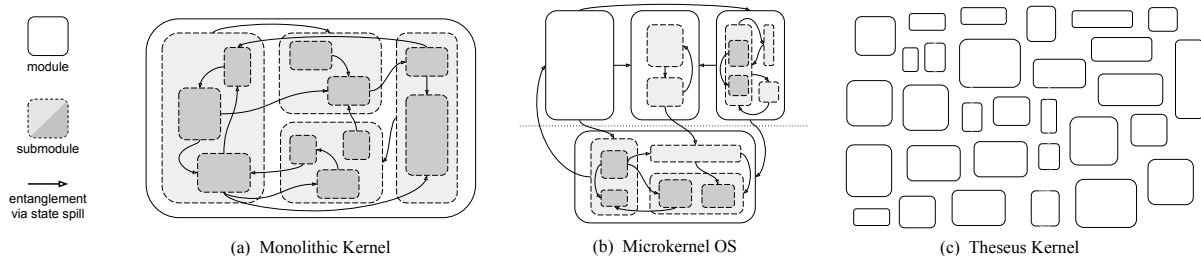 module
submodule
entanglement
via state spill
(a) Monolithic Kernel
(b) Microkernel OS
(c) Theseus Kernel